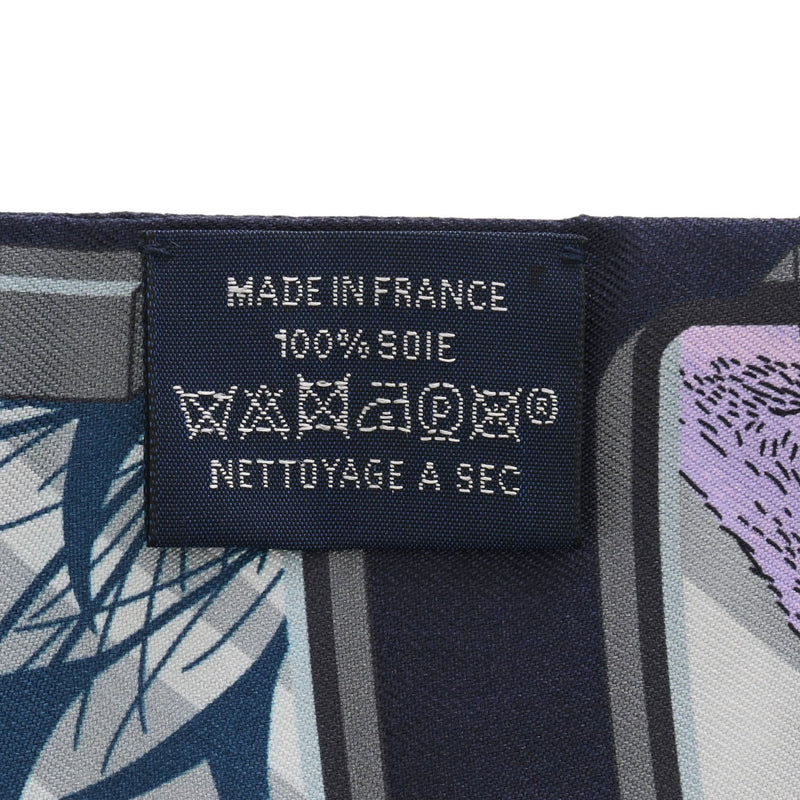 MADE IN FRANCE
100% SOIE
P ®
NETTOYAGE A SEC